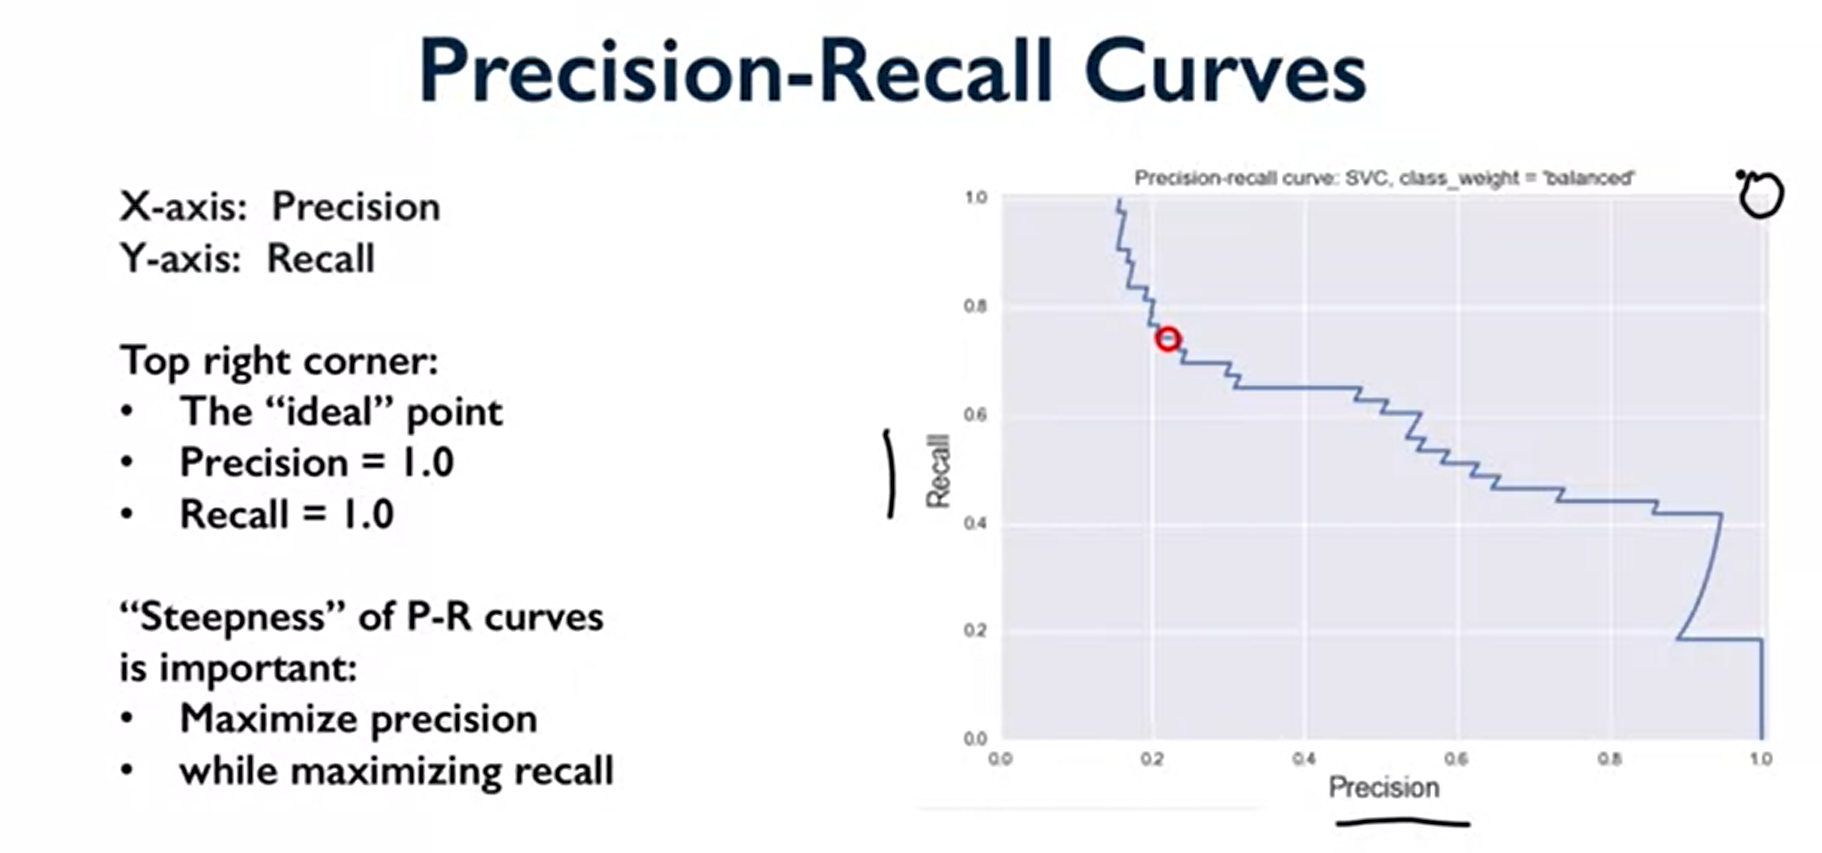 Precision-Recall Curves
X-axis: Precision
Y-axis: Recall
Top right corner:
• The “ideal” point
• Precision = 1.0
• Recall = 1.0
“Steepness” of P-R curves
is important:
• Maximize precision
• while maximizing recall
Precision-recall curve: SVC, class_weight = 'balanced'
1.0
0.8
0.6
0.4
0.2
0.0
Recall
0.0 0.2 0.4 0.6 0.8 1.0
Precision